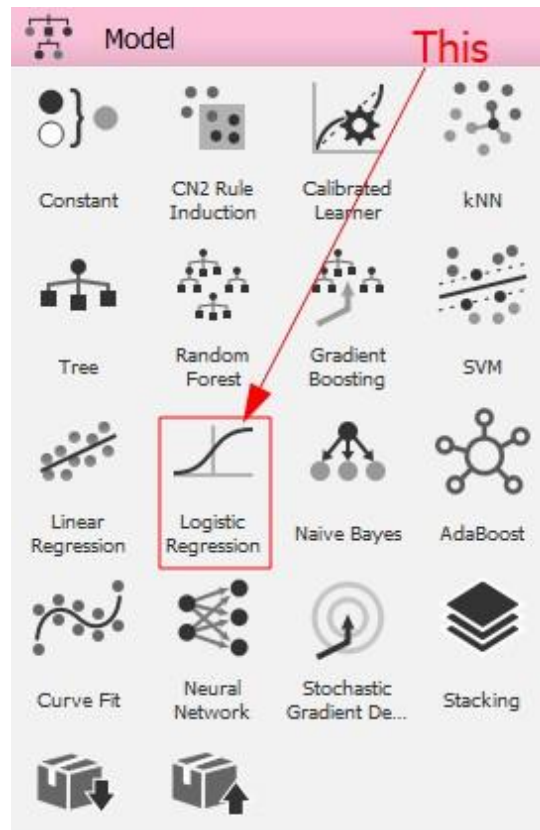 Model
This
Constant
CN2 Rule
Induction
Calibrated
Learner
kNN
Tree
Random
Forest
Gradient
Boosting
SVM
Linear
Regression
Logistic
Regression
Naive Bayes
AdaBoost
Curve Fit
Neural
Network
Stochastic
Gradient De...
Stacking